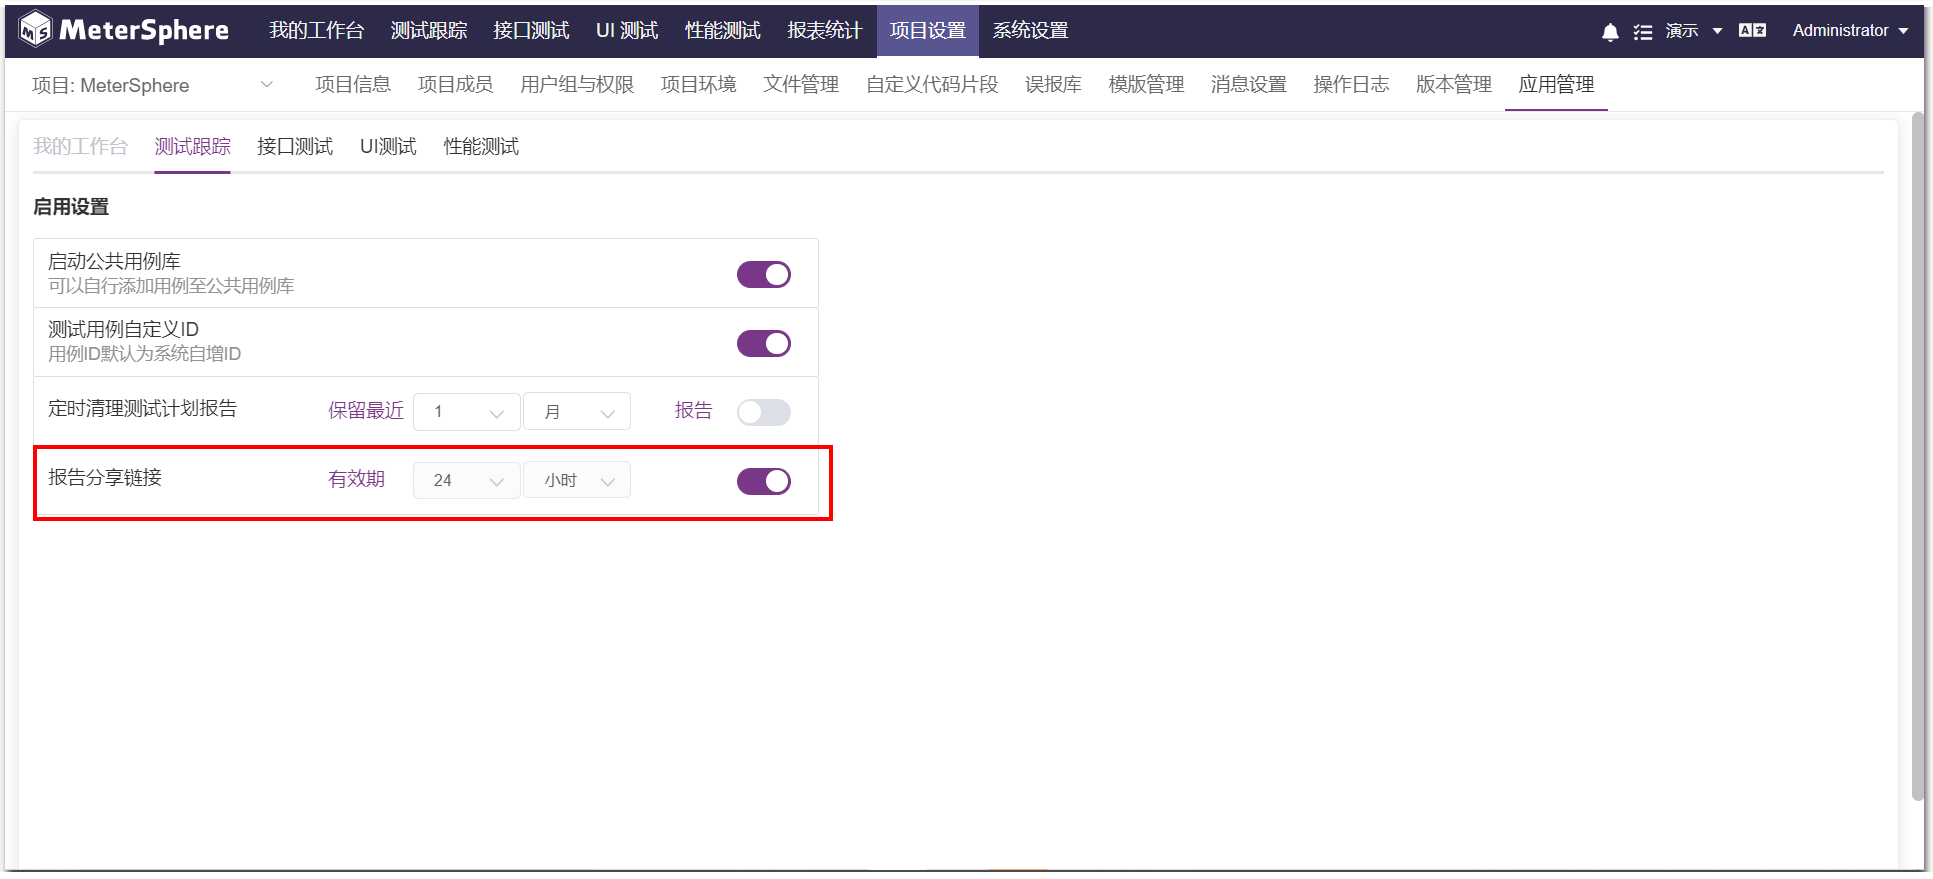 MS MeterSphere 我的工作台 测试跟踪 接口测试 UI 测试 性能测试 报表统计 项目设置 系统设置 演示 Administrator
项目: MeterSphere 项目信息 项目成员 用户组与权限 项目环境 文件管理 自定义代码片段 误报库 模版管理 消息设置 操作日志 版本管理 应用管理
我的工作台 测试跟踪 接口测试 UI测试 性能测试
启用设置
启动公共用例库
可以自行添加用例至公共用例库
测试用例自定义ID
用例ID默认为系统自增ID
定时清理测试计划报告 保留最近 1 月 报告
报告分享链接 有效期 24 小时